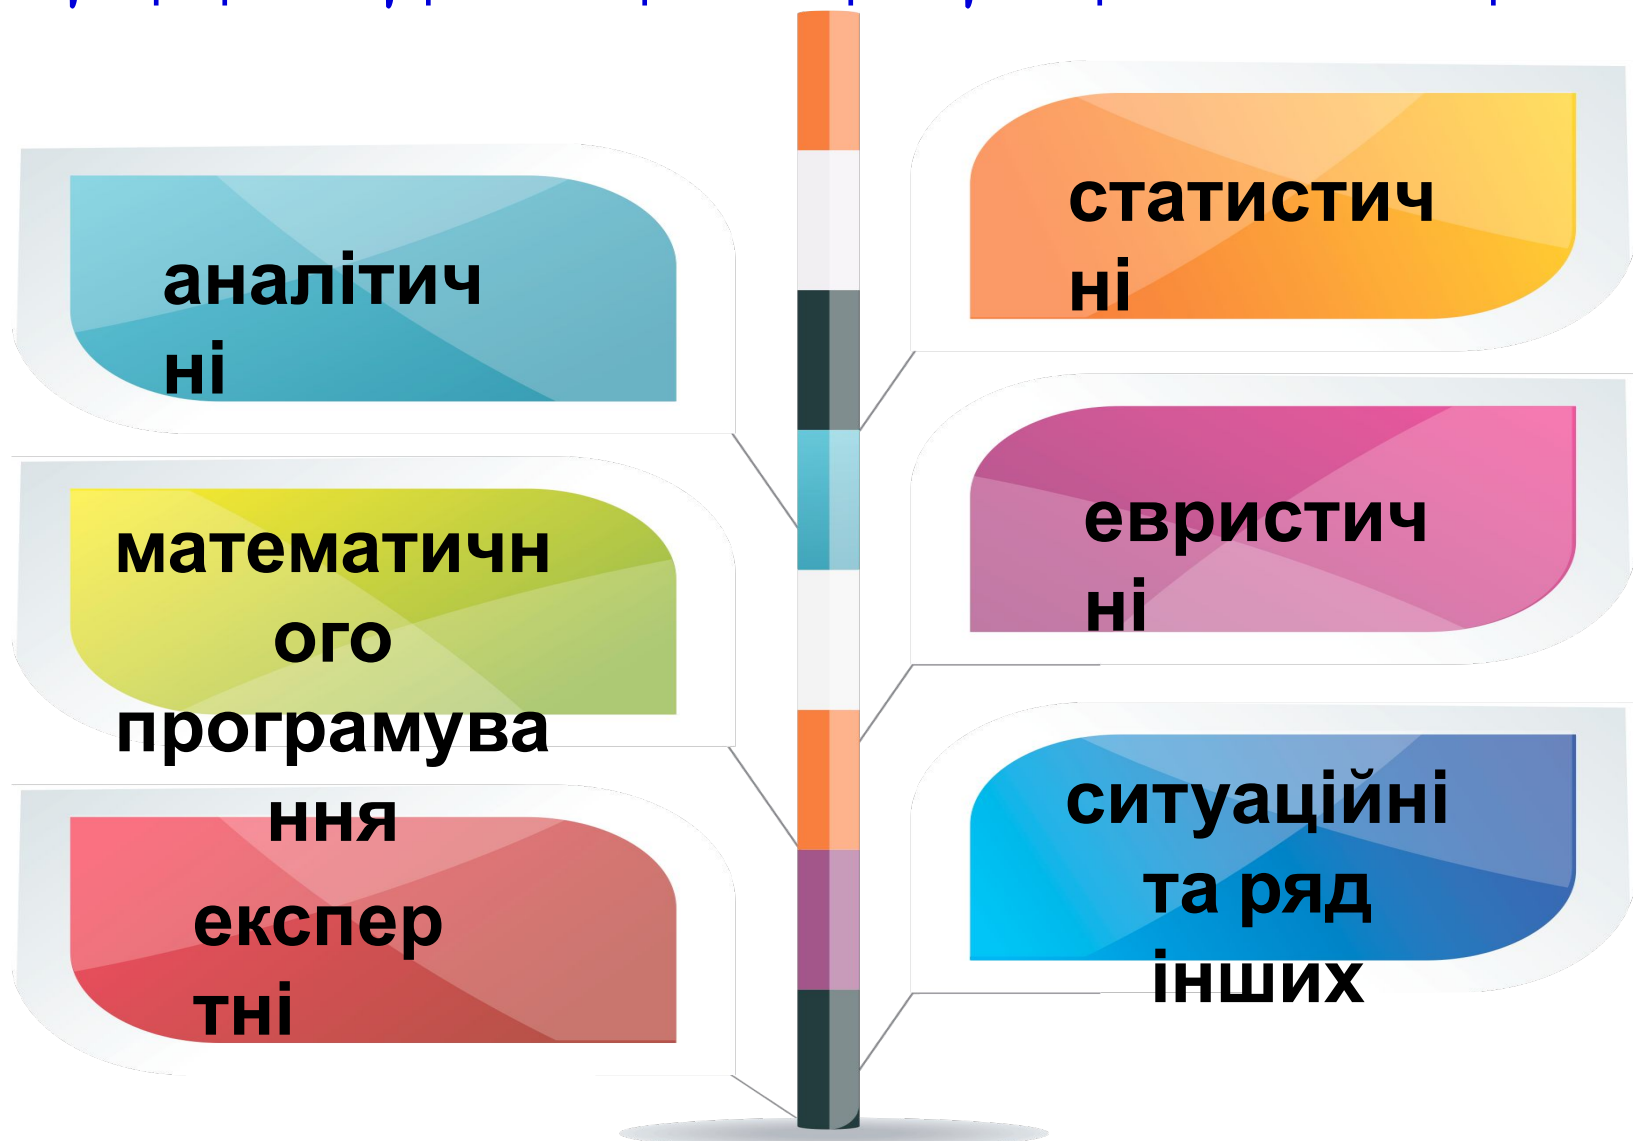 аналітич
ні
математичн
ого
програмува
ння
експер
тні
статистич
ні
евристич
ні
ситуаційні
та ряд
інших